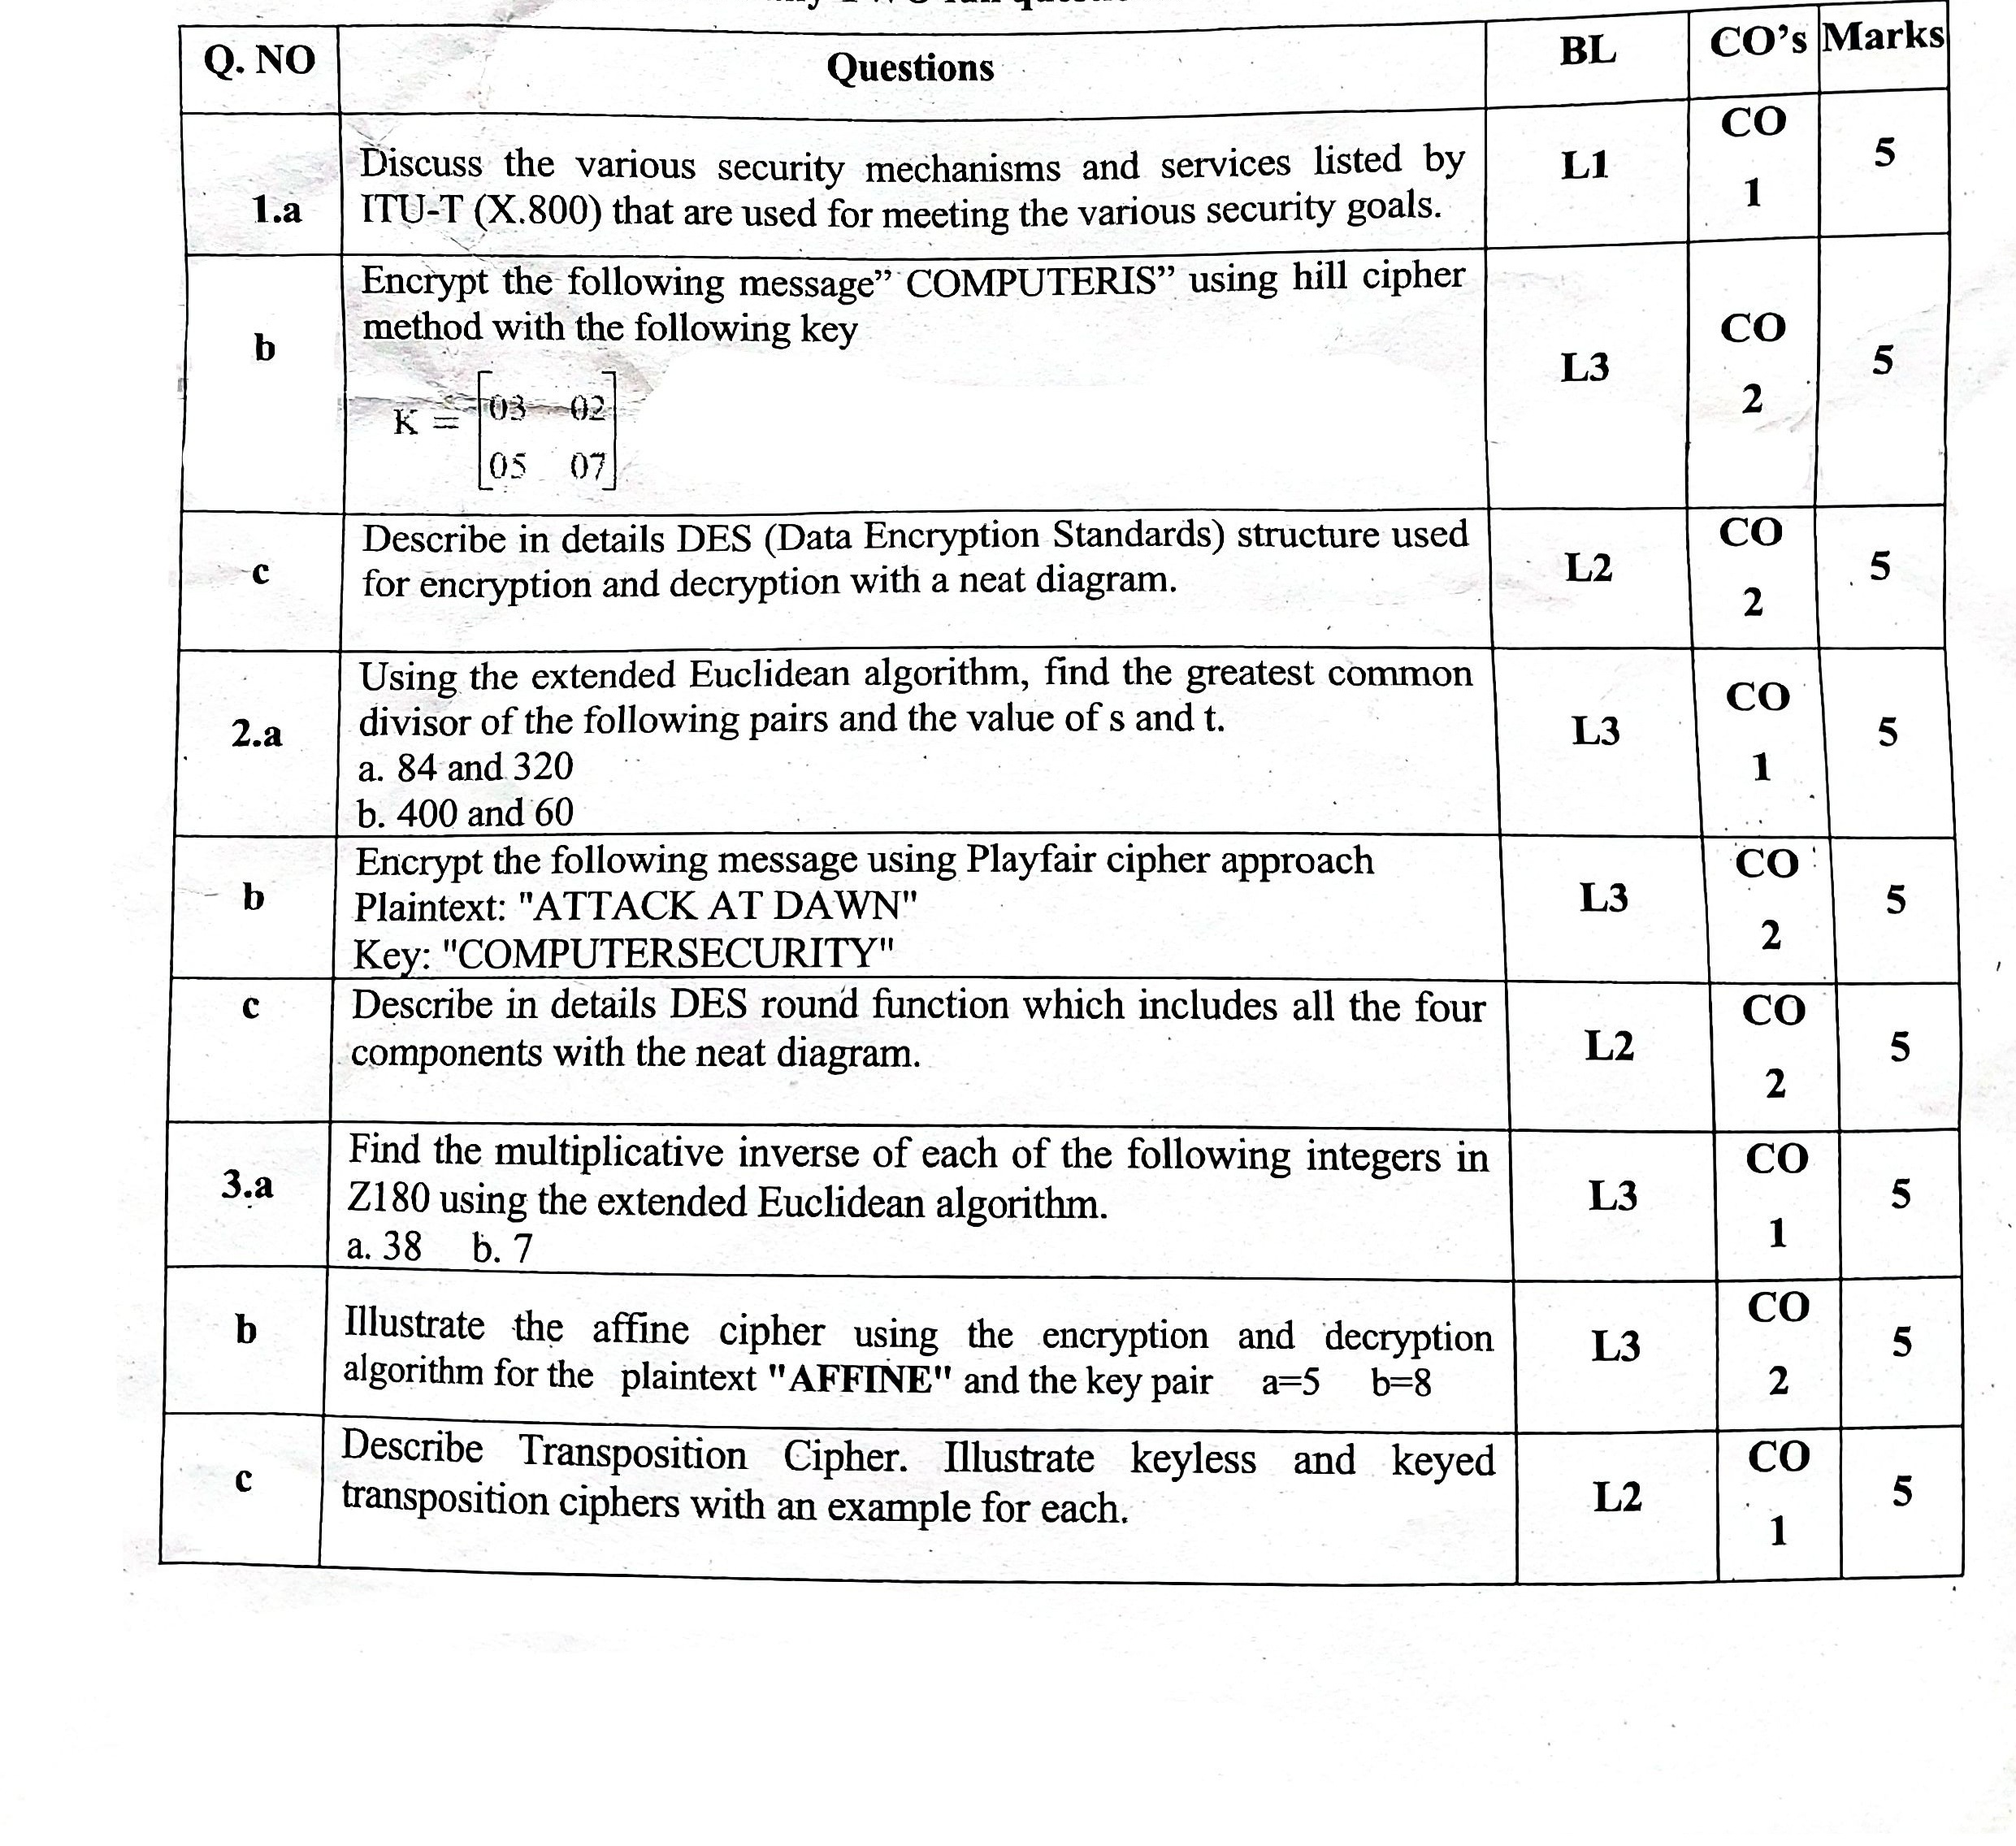 Q. NO Questions BL CO's Marks
1.a Discuss the various security mechanisms and services listed by
ITU-T (X.800) that are used for meeting the various security goals.
L1 CO 1 5
b Encrypt the following message" COMPUTERIS" using hill cipher
method with the following key
K = [03 02
05 07]
L3 CO 2 5
c Describe in details DES (Data Encryption Standards) structure used
for encryption and decryption with a neat diagram.
L2 CO 2 5
2.a Using the extended Euclidean algorithm, find the greatest common
divisor of the following pairs and the value of s and t.
a. 84 and 320
b. 400 and 60
L3 CO 1 5
b Encrypt the following message using Playfair cipher approach
Plaintext: "ATTACK AT DAWN"
Key: "COMPUTERSECURITY"
L3 CO 2 5
c Describe in details DES round function which includes all the four
components with the neat diagram.
L2 CO 2 5
3.a Find the multiplicative inverse of each of the following integers in
Z180 using the extended Euclidean algorithm.
a. 38 b. 7
L3 CO 1 5
b Illustrate the affine cipher using the encryption and decryption
algorithm for the plaintext "AFFINE" and the key pair a=5 b=8
L3 CO 2 5
c Describe Transposition Cipher. Illustrate keyless and keyed
transposition ciphers with an example for each.
L2 CO 1 5